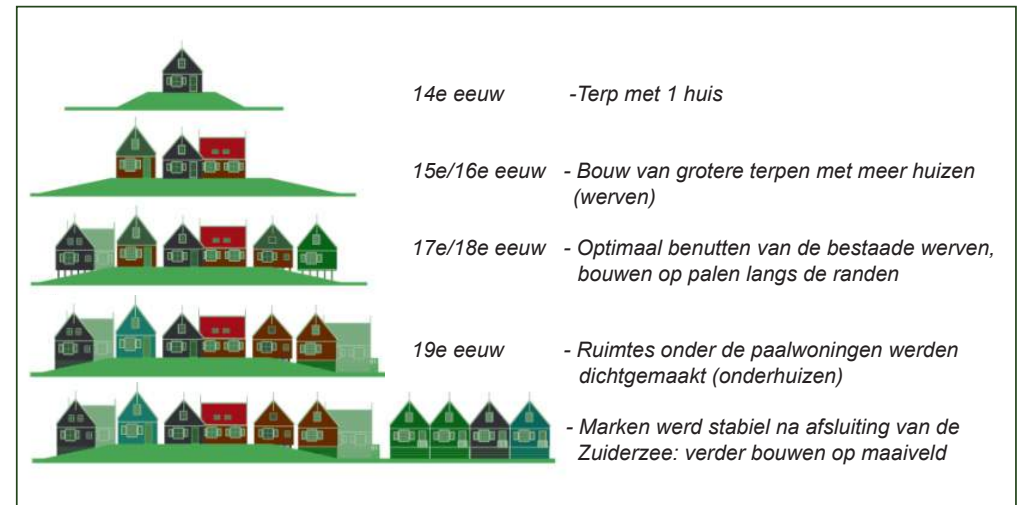 14e eeuw -Terp met 1 huis
15e/16e eeuw - Bouw van grotere terpen met meer huizen
(werven)
17e/18e eeuw - Optimaal benutten van de bestaade werven,
bouwen op palen langs de randen
19e eeuw - Ruimtes onder de paalwoningen werden
dichtgemaakt (onderhuizen)
- Marken werd stabiel na afsluiting van de
Zuiderzee: verder bouwen op maaiveld